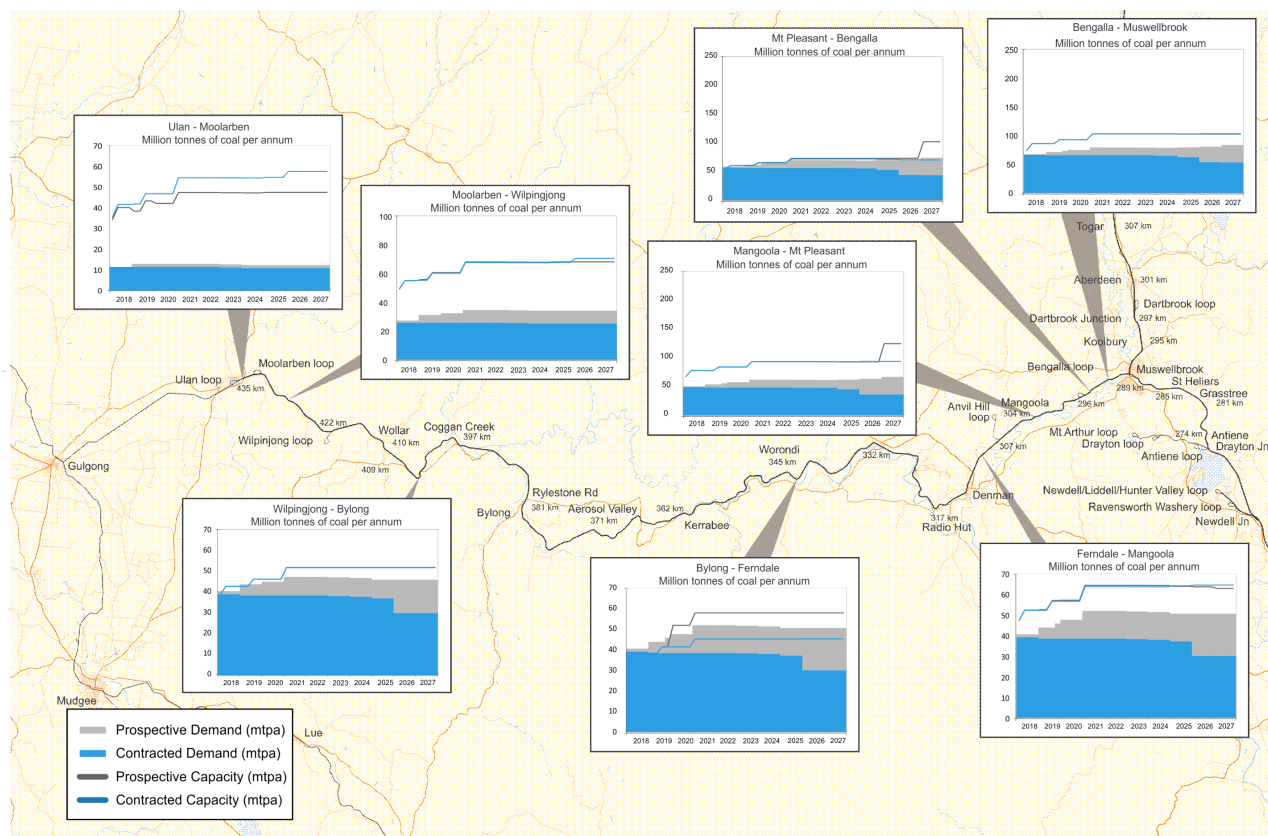 Bengalla - Muswellbrook
Million tonnes of coal per annum
250
200
150
100
50
0
2018 2019 2020 2021 2022 2023 2024 2025 2026 2027
Mt Pleasant - Bengalla
Million tonnes of coal per annum
250
200
150
100
50
0
2018 2019 2020 2021 2022 2023 2024 2025 2026 2027
Ulan - Moolarben
Million tonnes of coal per annum
70
60
50
40
30
20
10
0
2018 2019 2020 2021 2022 2023 2024 2025 2026 2027
Moolarben - Wilpingjong
Million tonnes of coal per annum
100
80
60
40
20
0
2018 2019 2020 2021 2022 2023 2024 2025 2026 2027
Mangoola - Mt Pleasant
Million tonnes of coal per annum
250
200
150
100
50
0
2018 2019 2020 2021 2022 2023 2024 2025 2026 2027
Togar
307 km
Aberdeen
301 km
Dartbrook loop
297 km
Dartbrook Junction
Koolbury
295 km
Bengalla loop
Muswellbrook
289 km
St Heliers
286 km
Grasstree
281 km
296 km
Mangoola
304 km
Anvil Hill
loop
307 km
Mt Arthur loop
Drayton loop
274 km
Antiene
Drayton Jn
Antiene loop
Newdell/Liddell/Hunter Valley loop
Ravensworth Washery loop
Newdell Jn
Moolarben loop
Ulan loop
435 km
422 km
Wilpinjong loop
Wollar
410 km
409 km
Coggan Creek
397 km
Gulgong
Rylestone Rd
381 km
Bylong
Aerosol Valley
371 km
362 km
Kerrabee
Worondi
345 km
332 km
Denman
317 km
Radio Hut
Wilpingjong - Bylong
Million tonnes of coal per annum
70
60
50
40
30
20
10
0
2018 2019 2020 2021 2022 2023 2024 2025 2026 2027
Bylong - Ferndale
Million tonnes of coal per annum
70
60
50
40
30
20
10
0
2018 2019 2020 2021 2022 2023 2024 2025 2026 2027
Ferndale - Mangoola
Million tonnes of coal per annum
70
60
50
40
30
20
10
0
2018 2019 2020 2021 2022 2023 2024 2025 2026 2027
Mudgee
Lue
Prospective Demand (mtpa)
Contracted Demand (mtpa)
Prospective Capacity (mtpa)
Contracted Capacity (mtpa)